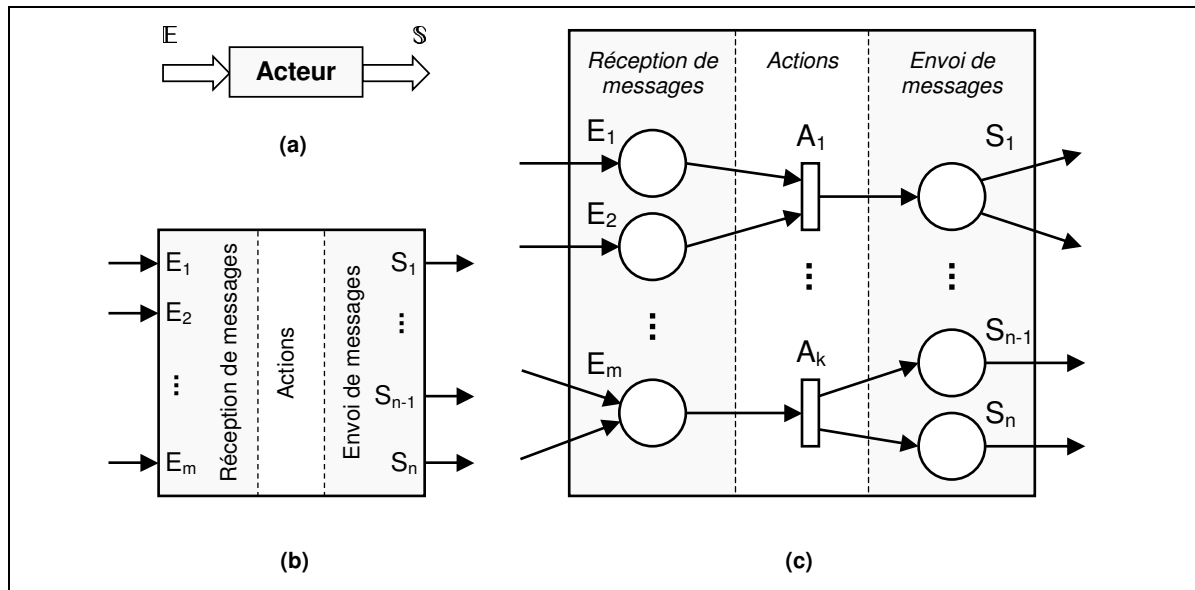 𝔼
𝕊
Acteur
(a)
E1
E2
...
Em
Réception de messages
Actions
Envoi de messages
S1
...
Sn-1
Sn
(b)
Réception de
messages
Actions
Envoi de
messages
E1
E2
...
Em
A1
...
Ak
S1
...
Sn-1
Sn
(c)